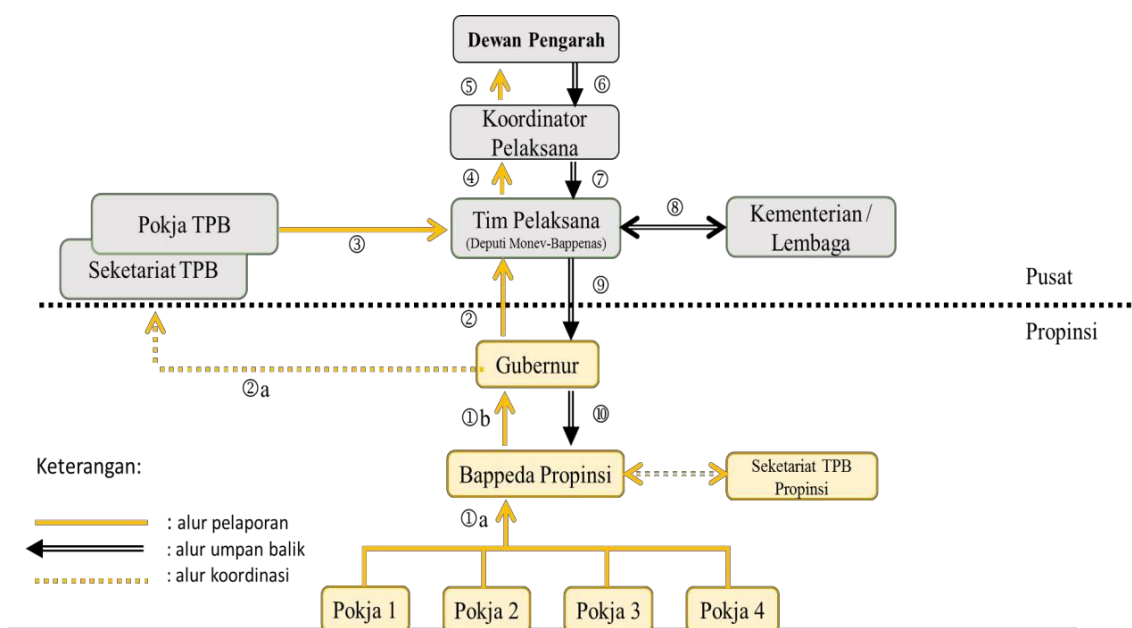 Dewan Pengarah
⑤
⑥
Koordinator
Pelaksana
④
⑦
Pokja TPB
Seketariat TPB
③
Tim Pelaksana
(Deputi Monev-Bappenas)
⑧
Kementerian /
Lembaga
Pusat
⑨
②
Propinsi
②a
Gubernur
①b
⑩
Bappeda Propinsi
Seketariat TPB
Propinsi
①a
Keterangan:
: alur pelaporan
: alur umpan balik
: alur koordinasi
Pokja 1
Pokja 2
Pokja 3
Pokja 4